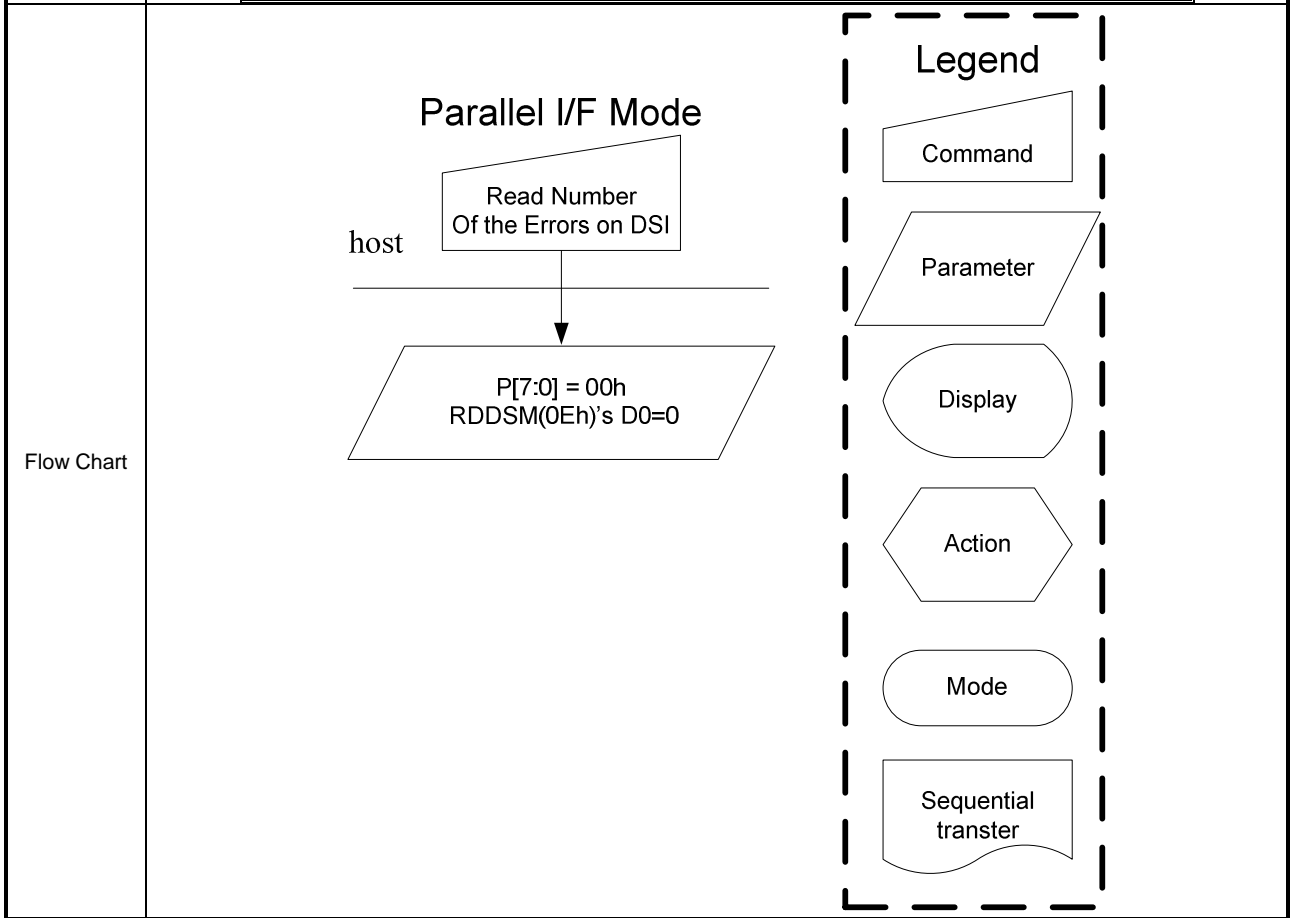 Flow Chart
Parallel I/F Mode
Read Number
Of the Errors on DSI
host
P[7:0] = 00h
RDDSM(0Eh)'s D0=0
Legend
Command
Parameter
Display
Action
Mode
Sequential
transter